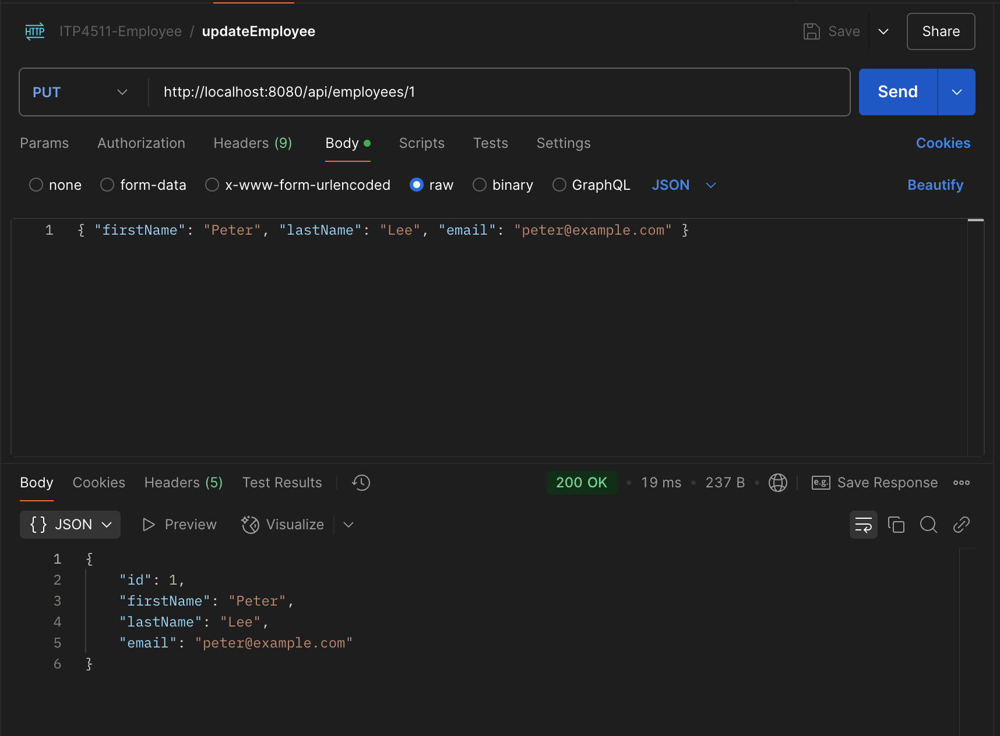 HTTP ITP4511-Employee / updateEmployee Save Share
PUT http://localhost:8080/api/employees/1 Send
Params Authorization Headers (9) Body Scripts Tests Settings Cookies
none form-data x-www-form-urlencoded raw binary GraphQL JSON Beautify
1 { "firstName": "Peter", "lastName": "Lee", "email": "peter@example.com" }
Body Cookies Headers (5) Test Results 200 OK 19 ms 237 B e.g. Save Response
{} JSON Preview Visualize
1 {
2 "id": 1,
3 "firstName": "Peter",
4 "lastName": "Lee",
5 "email": "peter@example.com"
6 }